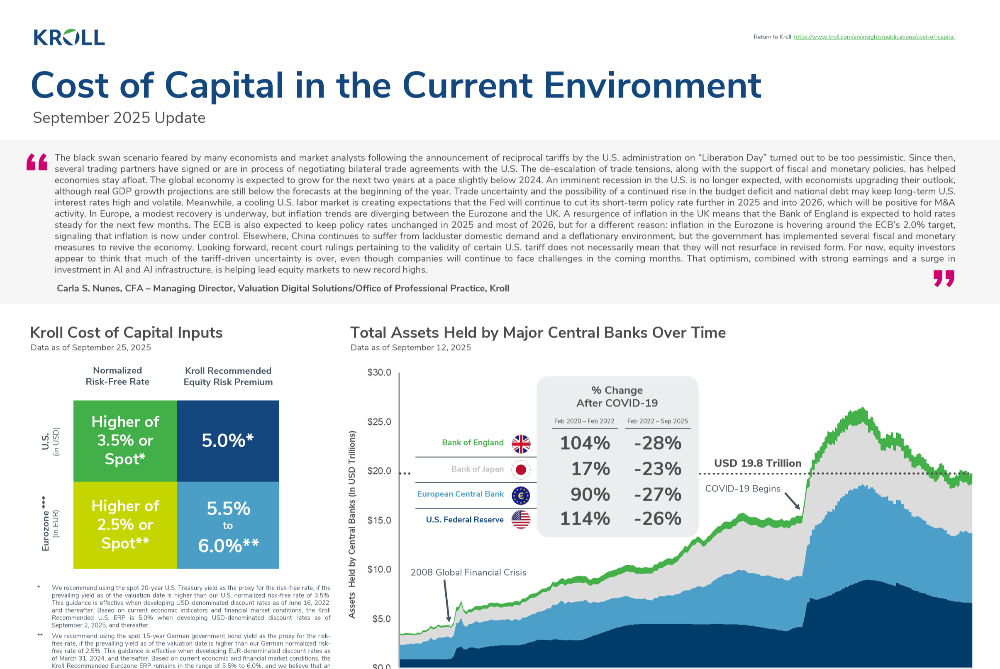 KROLL
Return to Kroll: https://www.kroll.com/en/insights/publications/cost-of-capital
Cost of Capital in the Current Environment
September 2025 Update
“
The black swan scenario feared by many economists and market analysts following the announcement of reciprocal tariffs by the U.S. administration on “Liberation Day” turned out to be too pessimistic. Since then,
several trading partners have signed or are in process of negotiating bilateral trade agreements with the U.S. The de-escalation of trade tensions, along with the support of fiscal and monetary policies, has helped
economies stay afloat. The global economy is expected to grow for the next two years at a pace slightly below 2024. An imminent recession in the U.S. is no longer expected, with economists upgrading their outlook,
although real GDP growth projections are still below the forecasts at the beginning of the year. Trade uncertainty and the possibility of a continued rise in the budget deficit and national debt may keep long-term U.S.
interest rates high and volatile. Meanwhile, a cooling U.S. labor market is creating expectations that the Fed will continue to cut its short-term policy rate further in 2025 and into 2026, which will be positive for M&A
activity. In Europe, a modest recovery is underway, but inflation trends are diverging between the Eurozone and the UK. A resurgence of inflation in the UK means that the Bank of England is expected to hold rates
steady for the next few months. The ECB is also expected to keep policy rates unchanged in 2025 and most of 2026, but for a different reason: inflation in the Eurozone is hovering around the ECB’s 2.0% target,
signaling that inflation is now under control. Elsewhere, China continues to suffer from lackluster domestic demand and a deflationary environment, but the government has implemented several fiscal and monetary
measures to revive the economy. Looking forward, recent court rulings pertaining to the validity of certain U.S. tariff does not necessarily mean that they will not resurface in revised form. For now, equity investors
appear to think that much of the tariff-driven uncertainty is over, even though companies will continue to face challenges in the coming months. That optimism, combined with strong earnings and a surge in
investment in AI and AI infrastructure, is helping lead equity markets to new record highs.
”
Carla S. Nunes, CFA – Managing Director, Valuation Digital Solutions/Office of Professional Practice, Kroll
Kroll Cost of Capital Inputs
Data as of September 25, 2025
Normalized
Risk-Free Rate
Kroll Recommended
Equity Risk Premium
U.S.
(in USD)
Higher of
3.5% or
Spot*
5.0%*
Eurozone ***
(in EUR)
Higher of
2.5% or
Spot**
5.5%
to
6.0%**
* We recommend using the spot 20-year U.S. Treasury yield as the proxy for the risk-free rate, if the
prevailing yield as of the valuation date is higher than our U.S. normalized risk-free rate of 3.5%.
This guidance is effective when developing USD-denominated discount rates as of June 16, 2022,
and thereafter. Based on current economic indicators and financial market conditions, the Kroll
Recommended U.S. ERP is 5.0% when developing USD-denominated discount rates as of
September 2, 2025, and thereafter.
** We recommend using the spot 15-year German government bond yield as the proxy for the risk-
free rate, if the prevailing yield as of the valuation date is higher than our German normalized risk-
free rate of 2.5%. This guidance is effective when developing EUR-denominated discount rates as
of March 31, 2024, and thereafter. Based on current economic and financial market conditions, the
Kroll Recommended Eurozone ERP remains in the range of 5.5% to 6.0%, and we believe that an
Total Assets Held by Major Central Banks Over Time
Data as of September 12, 2025
Assets Held by Central Banks (In USD Trillions)
$30.0
$25.0
$20.0
$15.0
$10.0
$5.0
$0.0
% Change
After COVID-19
Feb 2020 – Feb 2022 Feb 2022 – Sep 2025
Bank of England 104% -28%
Bank of Japan 17% -23%
European Central Bank 90% -27%
U.S. Federal Reserve 114% -26%
USD 19.8 Trillion
COVID-19 Begins
2008 Global Financial Crisis